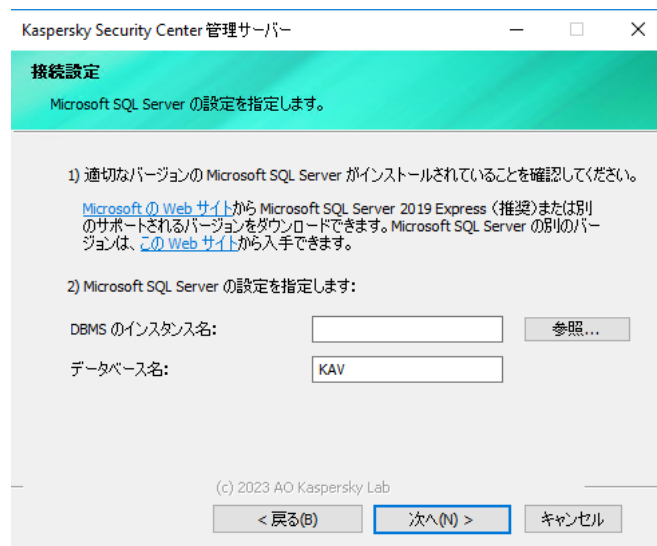 Kaspersky Security Center 管理サーバー
接続設定
Microsoft SQL Server の設定を指定します。
1) 適切なバージョンの Microsoft SQL Server がインストールされていることを確認してください。
Microsoft の Web サイトから Microsoft SQL Server 2019 Express (推奨)または別
のサポートされるバージョンをダウンロードできます。Microsoft SQL Server の別のバー
ジョンは、この Web サイトから入手できます。
2) Microsoft SQL Server の設定を指定します:
DBMS のインスタンス名:
参照...
データベース名:
KAV
(c) 2023 AO Kaspersky Lab
< 戻る(B)
次へ(N) >
キャンセル